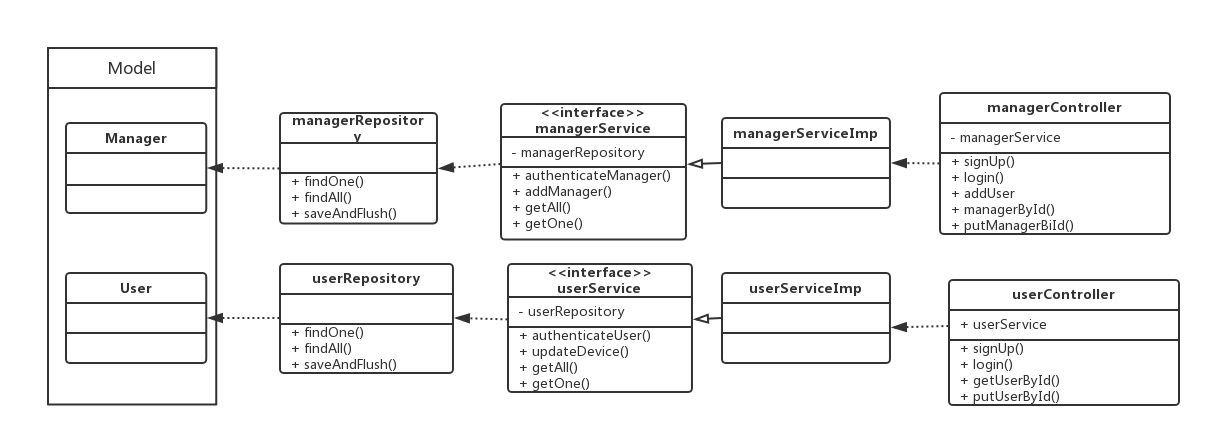 Model
Manager
User
managerRepositor
y
+ findOne()
+ findAll()
+ saveAndFlush()
<<interface>>
managerService
- managerRepository
+ authenticateManager()
+ addManager()
+ getAll()
+ getOne()
managerServiceImp
managerController
- managerService
+ signUp()
+ login()
+ addUser
+ managerById()
+ putManagerBiId()
userRepository
+ findOne()
+ findAll()
+ saveAndFlush()
<<interface>>
userService
- userRepository
+ authenticateUser()
+ updateDevice()
+ getAll()
+ getOne()
userServiceImp
userController
+ userService
+ signUp()
+ login()
+ getUserById()
+ putUserById()